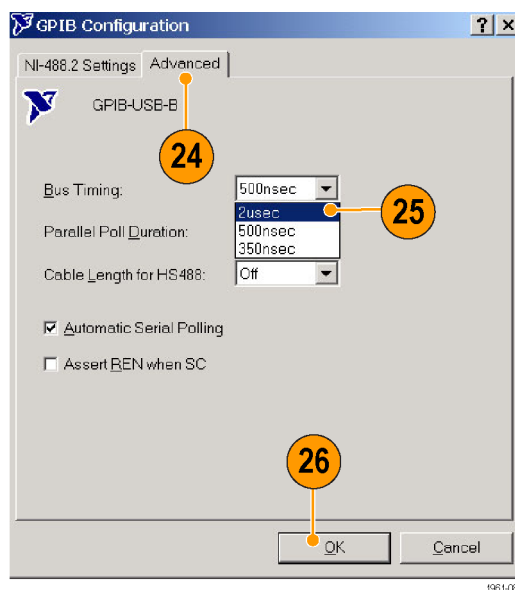 GPIB Configuration ? ×
NI-488.2 Settings Advanced
GPIB-USB-B
24
Bus Timing: 500nsec
2usec
25
Parallel Poll Duration: 500nsec
350nsec
Cable Length for HS488: Off
Automatic Serial Polling
Assert REN when SC
26
OK Cancel